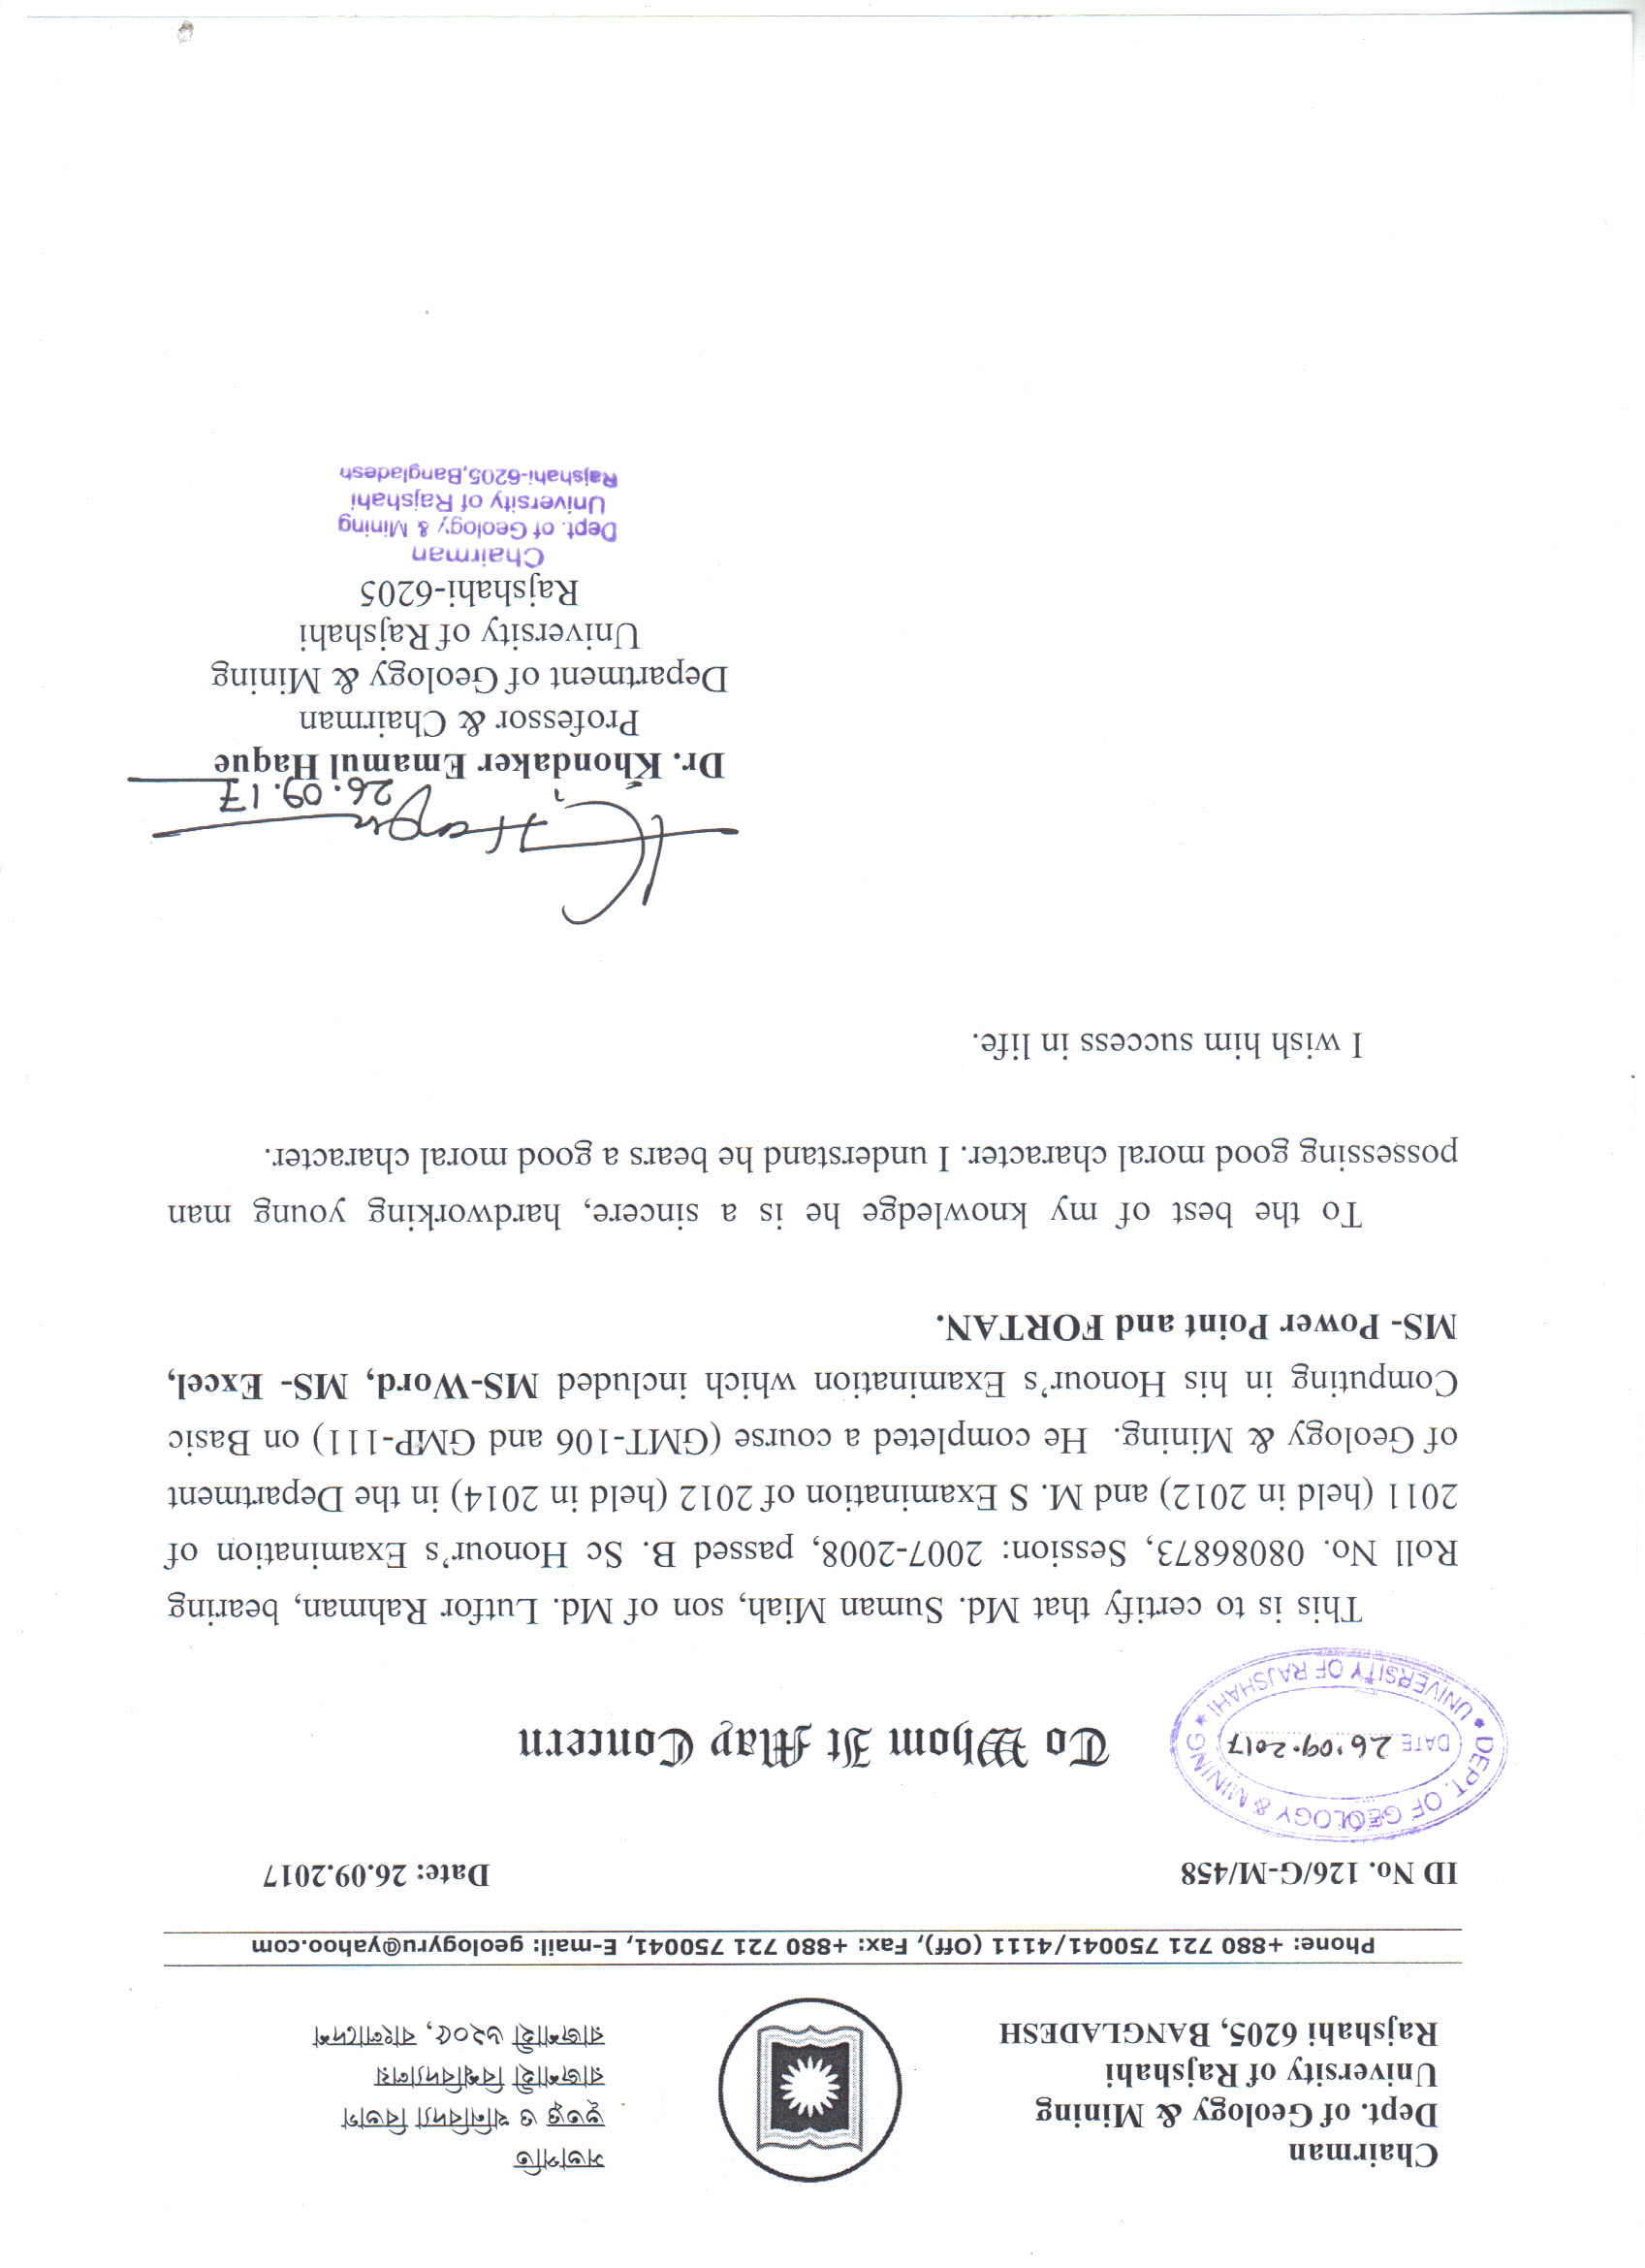 Chairman
Dept. of Geology & Mining
University of Rajshahi
Rajshahi 6205, BANGLADESH
সভাপতি
ভূতত্ত্ব ও খনিবিদ্যা বিভাগ
রাজশাহী বিশ্ববিদ্যালয়
রাজশাহী ৬২০৫, বাংলাদেশ
Phone: +880 721 750041/4111 (Off), Fax: +880 721 750041, E-mail: geologyru@yahoo.com
ID No. 126/G-M/458
Date: 26.09.2017
DEPT. OF GEOLOGY & MINING
DATE 26.09.2017
UNIVERSITY OF RAJSHAHI
To Whom It May Concern
This is to certify that Md. Suman Miah, son of Md. Lutfor Rahman, bearing
Roll No. 08086873, Session: 2007-2008, passed B. Sc Honour's Examination of
2011 (held in 2012) and M. S Examination of 2012 (held in 2014) in the Department
of Geology & Mining. He completed a course (GMT-106 and GMP-111) on Basic
Computing in his Honour's Examination which included MS-Word, MS- Excel,
MS- Power Point and FORTAN.
To the best of my knowledge he is a sincere, hardworking young man
possessing good moral character. I understand he bears a good moral character.
I wish him success in life.
26.09.17
Dr. Khondaker Emamul Haque
Professor & Chairman
Department of Geology & Mining
University of Rajshahi
Rajshahi-6205
Chairman
Dept. of Geology & Mining
University of Rajshahi
Rajshahi-6205,Bangladesh